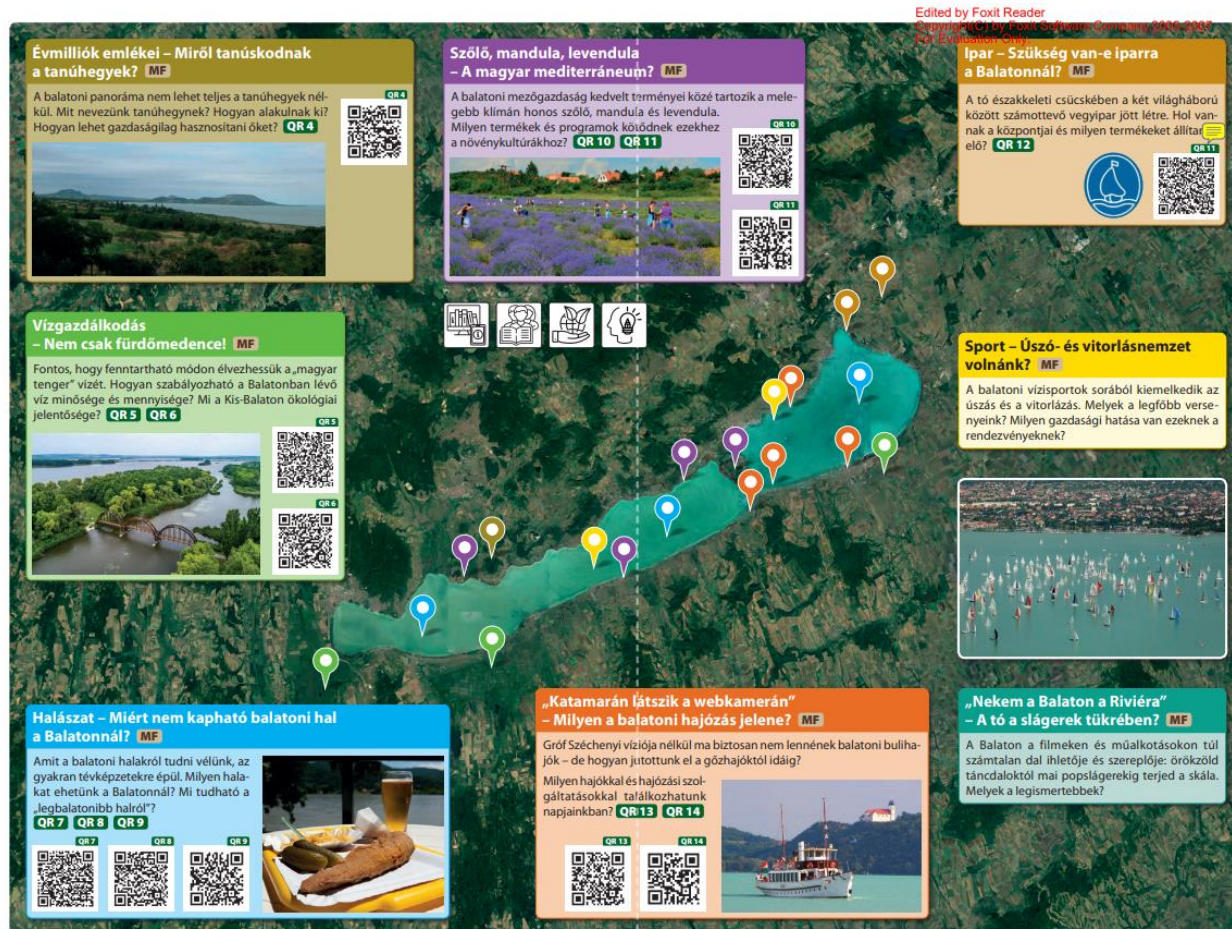 Edited by Foxit Reader
Copyright(C) by Foxit Software Company,2005-2007
For Evaluation Only.
Évmilliók emlékei – Miről tanúskodnak
a tanúhegyek? MF
A balatoni panoráma nem lehet teljes a tanúhegyek nél-
kül. Mit nevezünk tanúhegynek? Hogyan alakulnak ki?
Hogyan lehet gazdaságilag hasznosítani őket? QR 4
QR 4
Szőlő, mandula, levendula
– A magyar mediterráneum? MF
A balatoni mezőgazdaság kedvelt terményei közé tartozik a mele-
gebb klímán honos szőlő, mandula és levendula.
Milyen termékek és programok kötődnek ezekhez
a növénykultúrákhoz? QR 10 QR 11
QR 10
QR 11
Ipar – Szükség van-e iparra
a Balatonnál? MF
A tó északkeleti csücskében a két világháború
között számottevő vegyipar jött létre. Hol van-
nak a központjai és milyen termékeket állítan
elő? QR 12
QR 11
Vízgazdálkodás
– Nem csak fürdőmedence! MF
Fontos, hogy fenntartható módon élvezhessük a „magyar
tenger” vizét. Hogyan szabályozható a Balatonban lévő
víz minősége és mennyisége? Mi a Kis-Balaton ökológiai
jelentősége? QR 5 QR 6
QR 5
QR 6
Sport – Úszó- és vitorlásnemzet
volnánk? MF
A balatoni vízisportok sorából kiemelkedik az
úszás és a vitorlázás. Melyek a legfőbb verse-
nyeink? Milyen gazdasági hatása van ezeknek a
rendezvényeknek?
Halászat – Miért nem kapható balatoni hal
a Balatonnál? MF
Amit a balatoni halakról tudni vélünk, az
gyakran tévképzetekre épül. Milyen hala-
kat ehetünk a Balatonnál? Mi tudható a
„legbalatonibb halról”?
QR 7 QR 8 QR 9
QR 7
QR 8
QR 9
„Katamarán látszik a webkamerán”
– Milyen a balatoni hajózás jelene? MF
Gróf Széchenyi víziója nélkül ma biztosan nem lennének balatoni buliha-
jók – de hogyan jutottunk el a gőzhajóktól idáig?
Milyen hajókkal és hajózási szol-
gáltatásokkal találkozhatunk
napjainkban? QR 13 QR 14
QR 13
QR 14
„Nekem a Balaton a Riviéra”
– A tó a slágerek tükrében? MF
A Balaton a filmeken és műalkotásokon túl
számtalan dal ihletője és szereplője: örökzöld
táncdaloktól mai popslágerekig terjed a skála.
Melyek a legismertebbek?